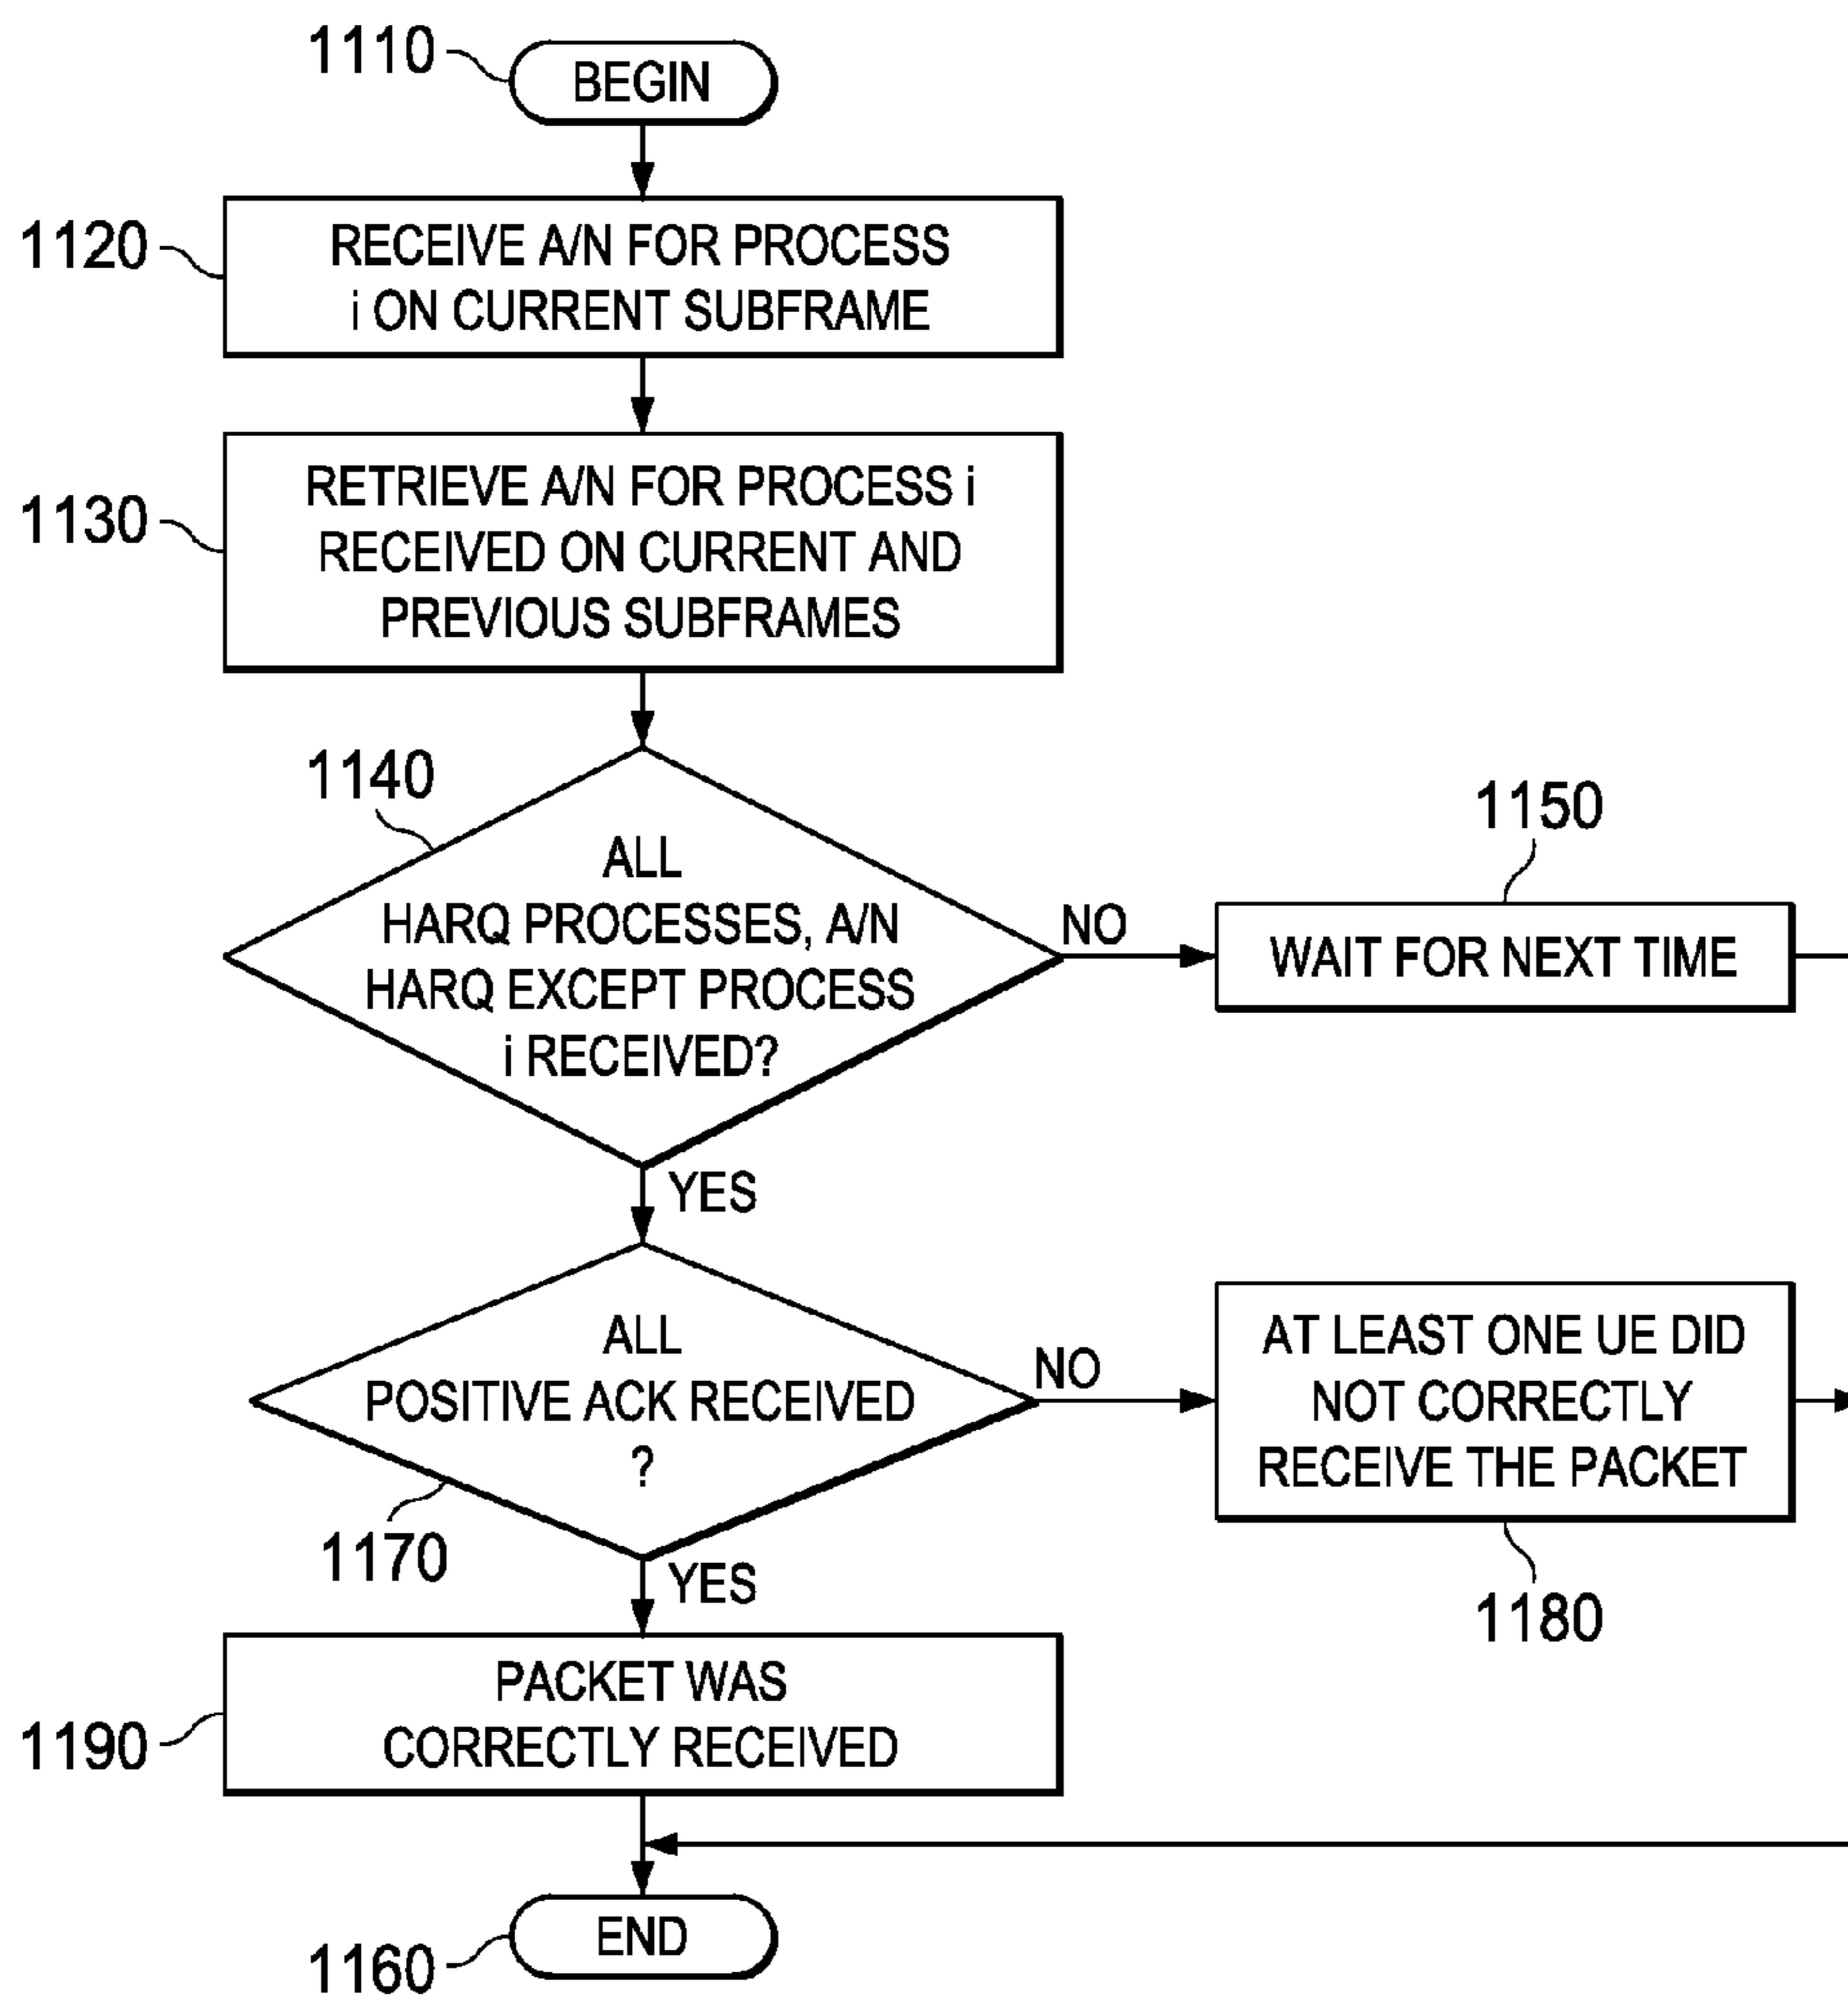 1110
BEGIN
1120
RECEIVE A/N FOR PROCESS
i ON CURRENT SUBFRAME
1130
RETRIEVE A/N FOR PROCESS i
RECEIVED ON CURRENT AND
PREVIOUS SUBFRAMES
1140
ALL
HARQ PROCESSES, A/N
HARQ EXCEPT PROCESS
i RECEIVED?
NO
1150
WAIT FOR NEXT TIME
YES
ALL
POSITIVE ACK RECEIVED
?
1170
NO
AT LEAST ONE UE DID
NOT CORRECTLY
RECEIVE THE PACKET
1180
YES
1190
PACKET WAS
CORRECTLY RECEIVED
END
1160